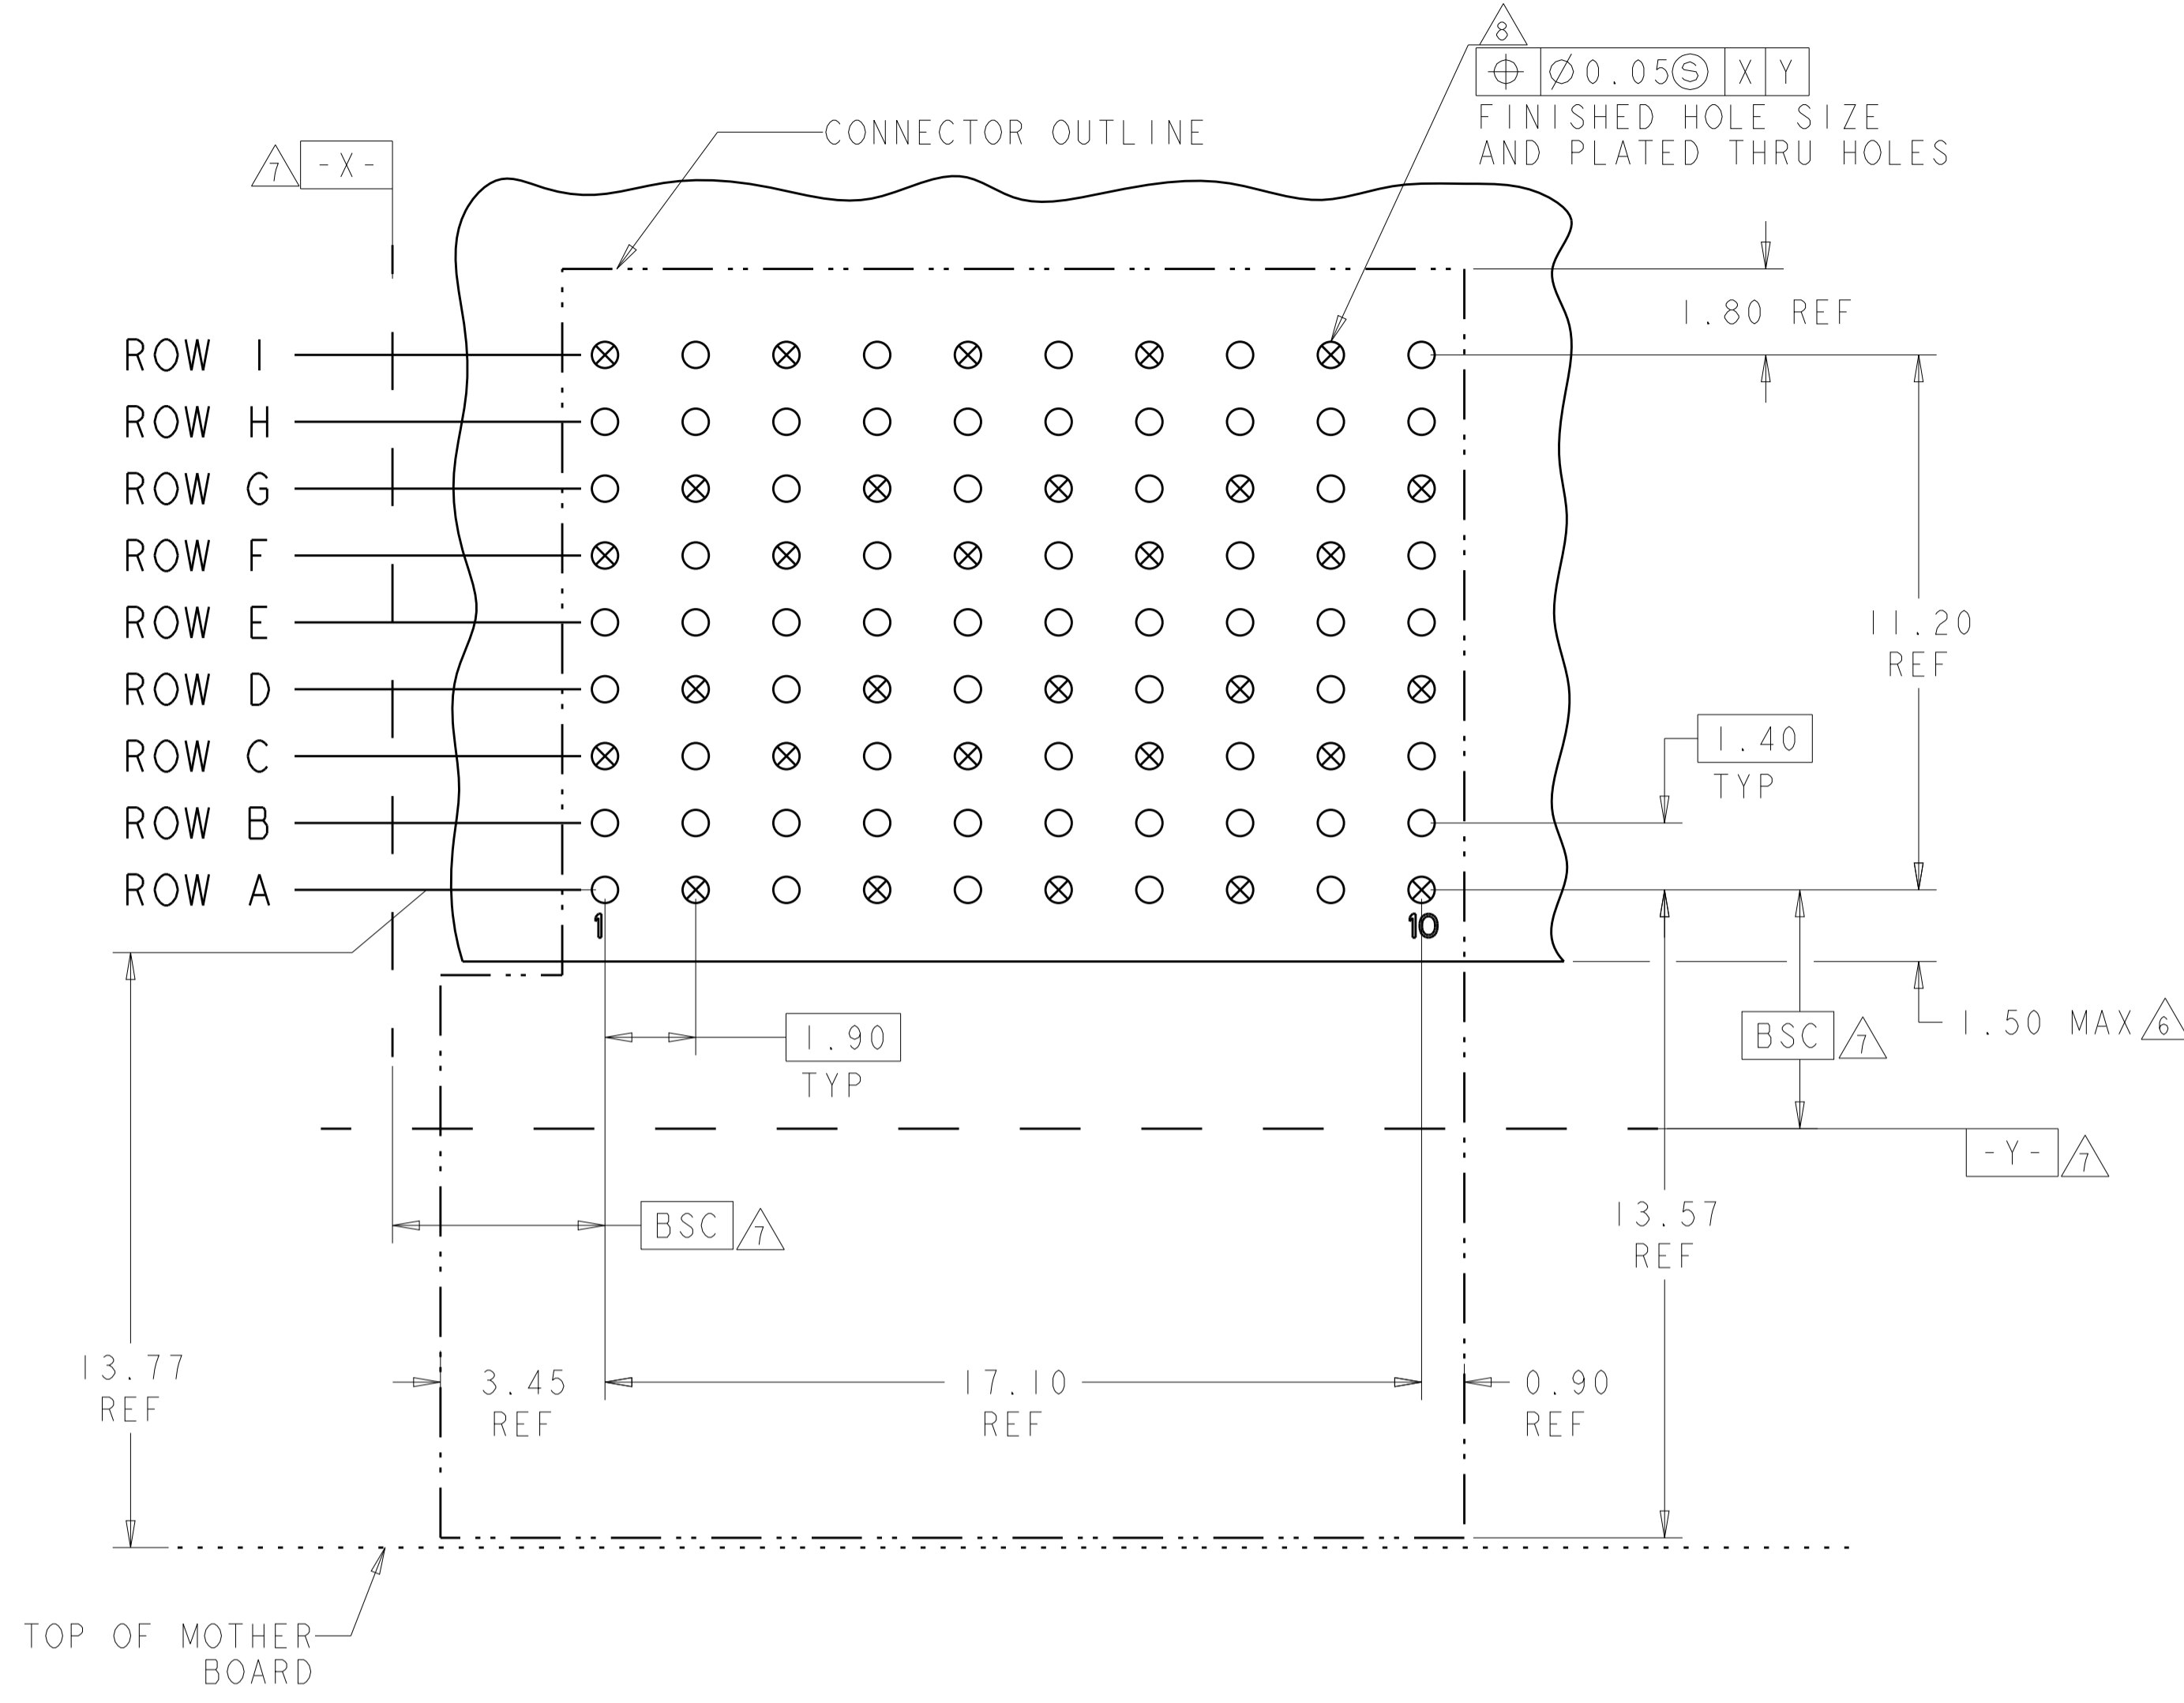 8
⌖ Ø0.05Ⓢ X Y
FINISHED HOLE SIZE
AND PLATED THRU HOLES
CONNECTOR OUTLINE
7 -X-
1.80 REF
ROW I
ROW H
ROW G
ROW F
ROW E
ROW D
ROW C
ROW B
ROW A
11.20
REF
1.40
TYP
1
10
1.90
TYP
1.50 MAX 6
BSC 7
-Y- 7
BSC 7
13.57
REF
13.77
REF
3.45
REF
17.10
REF
0.90
REF
TOP OF MOTHER
BOARD